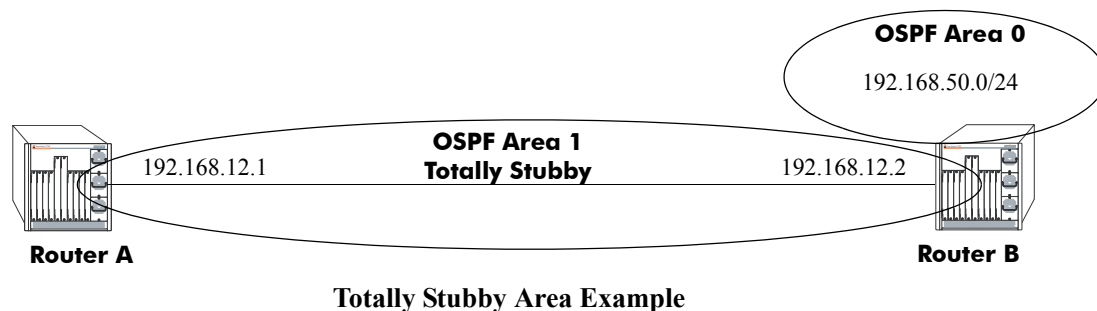 OSPF Area 0
192.168.50.0/24
OSPF Area 1
Totally Stubby
192.168.12.1
192.168.12.2
Router A
Router B
Totally Stubby Area Example